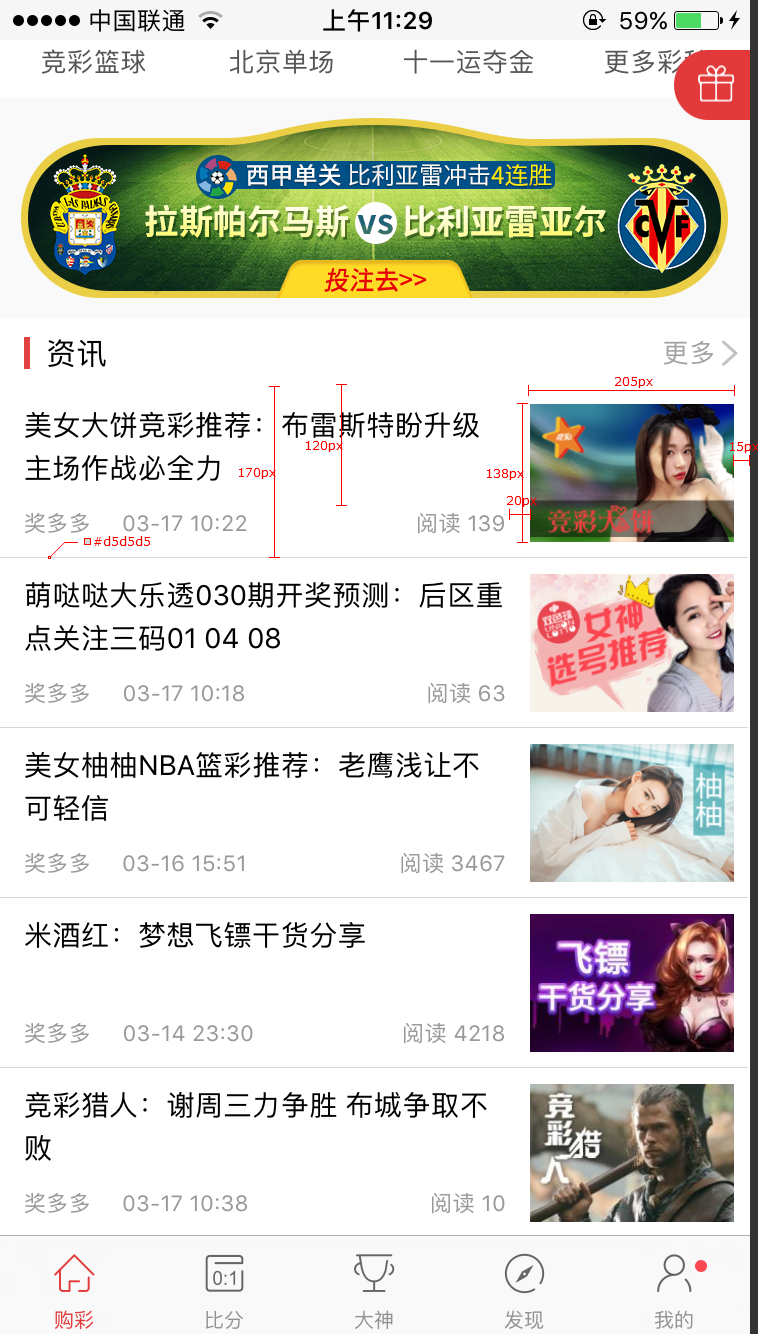 中国联通 上午11:29 59%
竞彩篮球 北京单场 十一运夺金 更多彩
西甲单关 比利亚雷冲击4连胜
拉斯帕尔马斯 VS 比利亚雷亚尔
LAS PALMAS
CVF
投注去>>
资讯 更多
205px
美女大饼竞彩推荐：布雷斯特盼升级
主场作战必全力
120px
170px
138px
15px
20px
竞彩大饼
奖多多 03-17 10:22 阅读 139
#d5d5d5
萌哒哒大乐透030期开奖预测：后区重
点关注三码01 04 08
双色球
UNION
LOTTO
女神
选号推荐
奖多多 03-17 10:18 阅读 63
美女柚柚NBA篮彩推荐：老鹰浅让不
可轻信
柚柚
奖多多 03-16 15:51 阅读 3467
米酒红：梦想飞镖干货分享
飞镖
干货分享
奖多多 03-14 23:30 阅读 4218
竞彩猎人：谢周三力争胜 布城争取不
败
竞彩猎人
奖多多 03-17 10:38 阅读 10
0:1
购彩 比分 大神 发现 我的